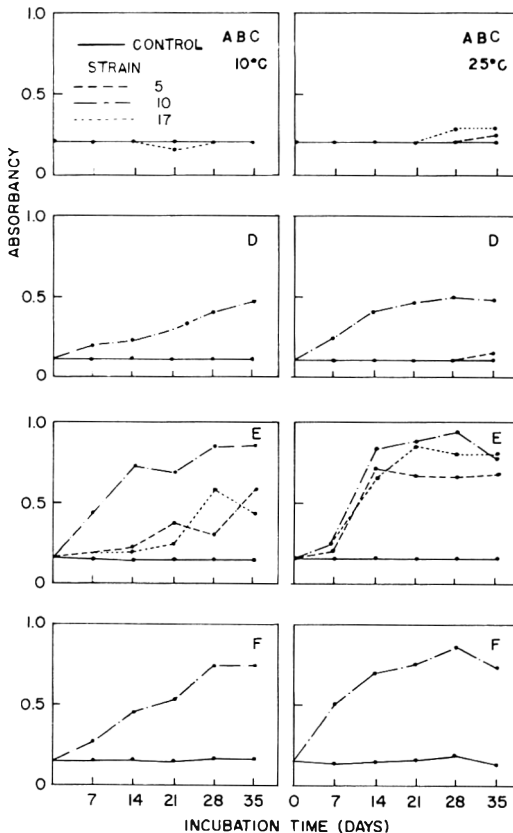 1.0
CONTROL
A B C
10°C
STRAIN
5
10
17
0.5
0
A B C
25°C
1.0
D
0.5
0
D
1.0
E
0.5
0
E
1.0
F
0.5
0
F
7 14 21 28 35
0 7 14 21 28 35
ABSORBANCY
INCUBATION TIME (DAYS)